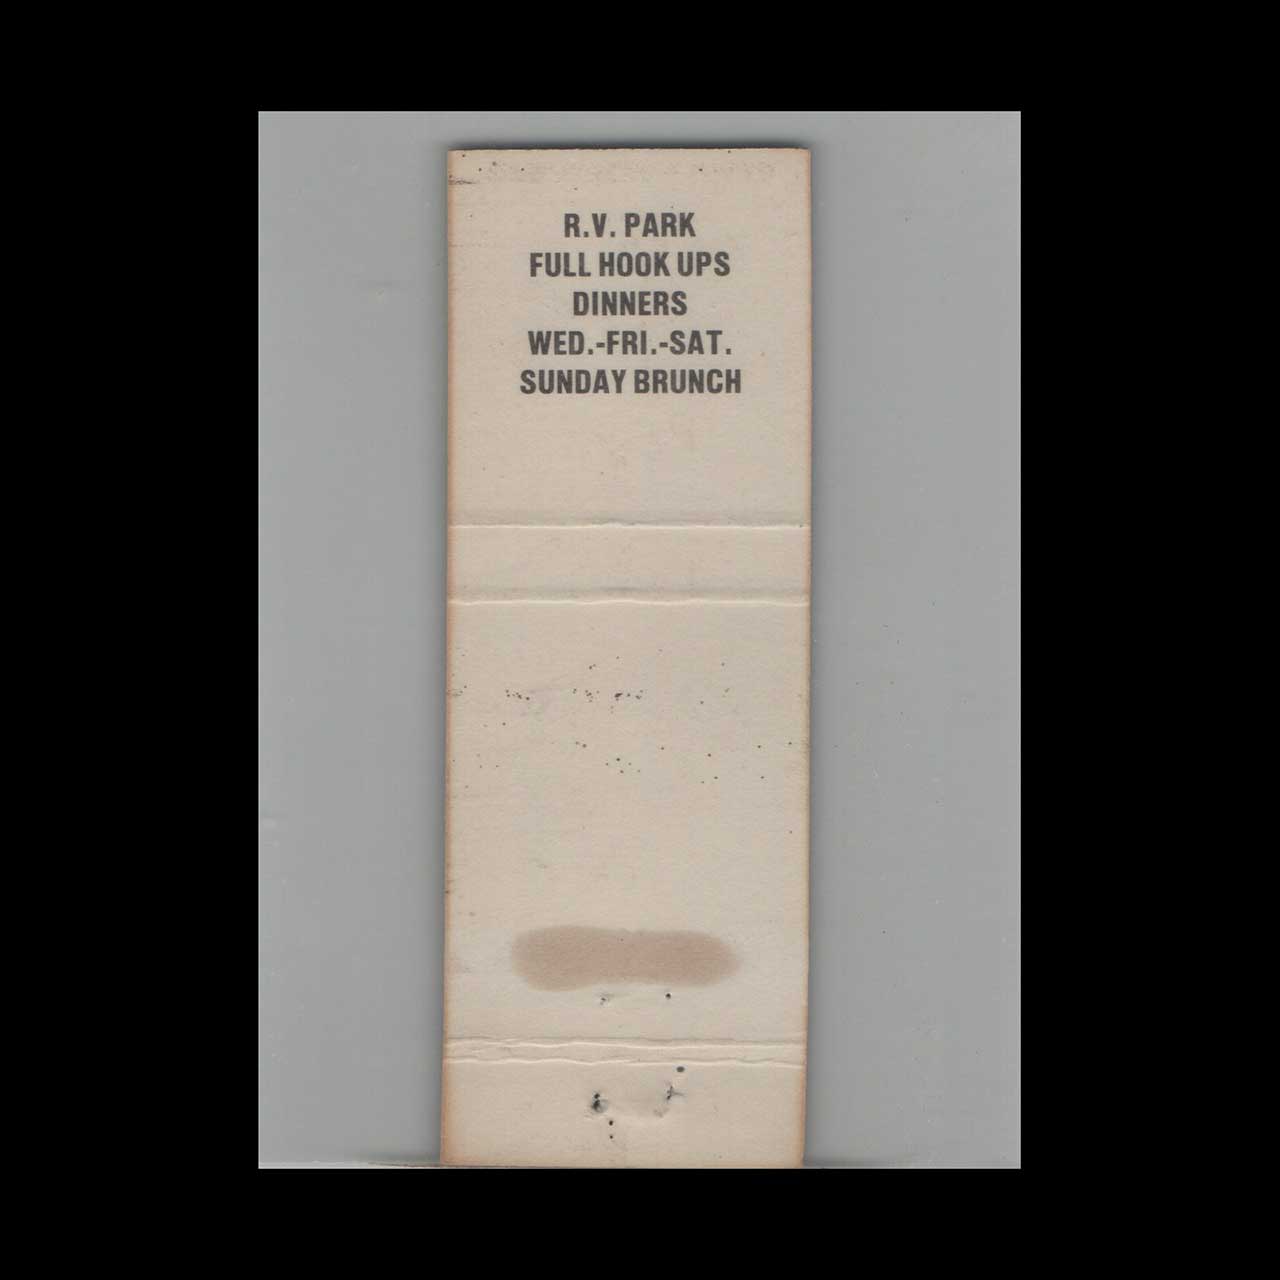 R.V. PARK
FULL HOOK UPS
DINNERS
WED.-FRI.-SAT.
SUNDAY BRUNCH